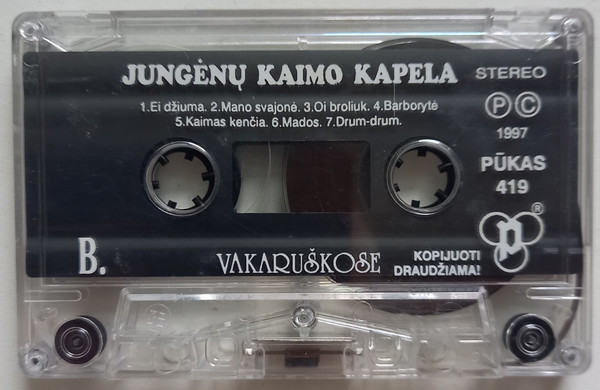 JUNGĖNŲ KAIMO KAPELA
STEREO
1.Ei džiuma. 2.Mano svajonė. 3.Oi broliuk. 4.Barborytė
5.Kaimas kenčia. 6.Mados. 7.Drum-drum.
Ⓟ Ⓒ
1997
PŪKAS
419
p ®
B.
VAKARUŠKOSE
KOPIJUOTI
DRAUDŽIAMA!